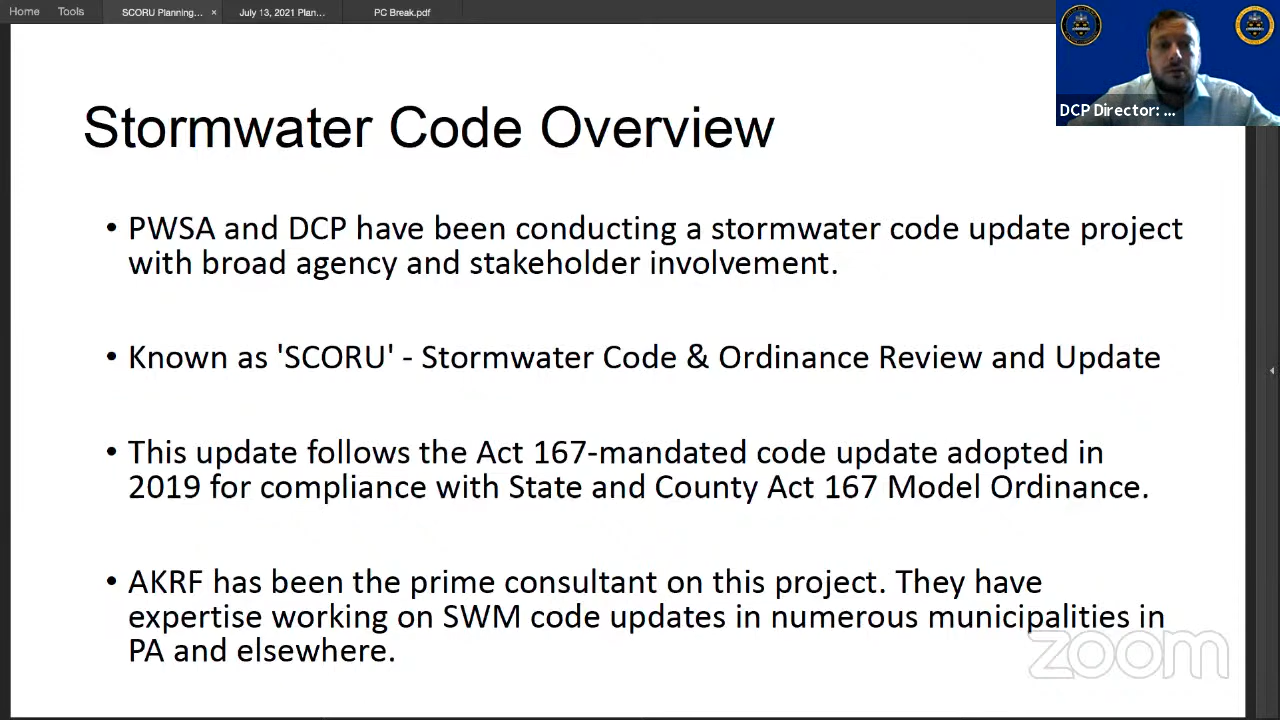 Home Tools SCORU Planning... × July 13, 2021 Plan... PC Break.pdf
DCP Director: ...
Stormwater Code Overview
• PWSA and DCP have been conducting a stormwater code update project
with broad agency and stakeholder involvement.
• Known as 'SCORU' - Stormwater Code & Ordinance Review and Update
• This update follows the Act 167-mandated code update adopted in
2019 for compliance with State and County Act 167 Model Ordinance.
• AKRF has been the prime consultant on this project. They have
expertise working on SWM code updates in numerous municipalities in
PA and elsewhere.
zoom